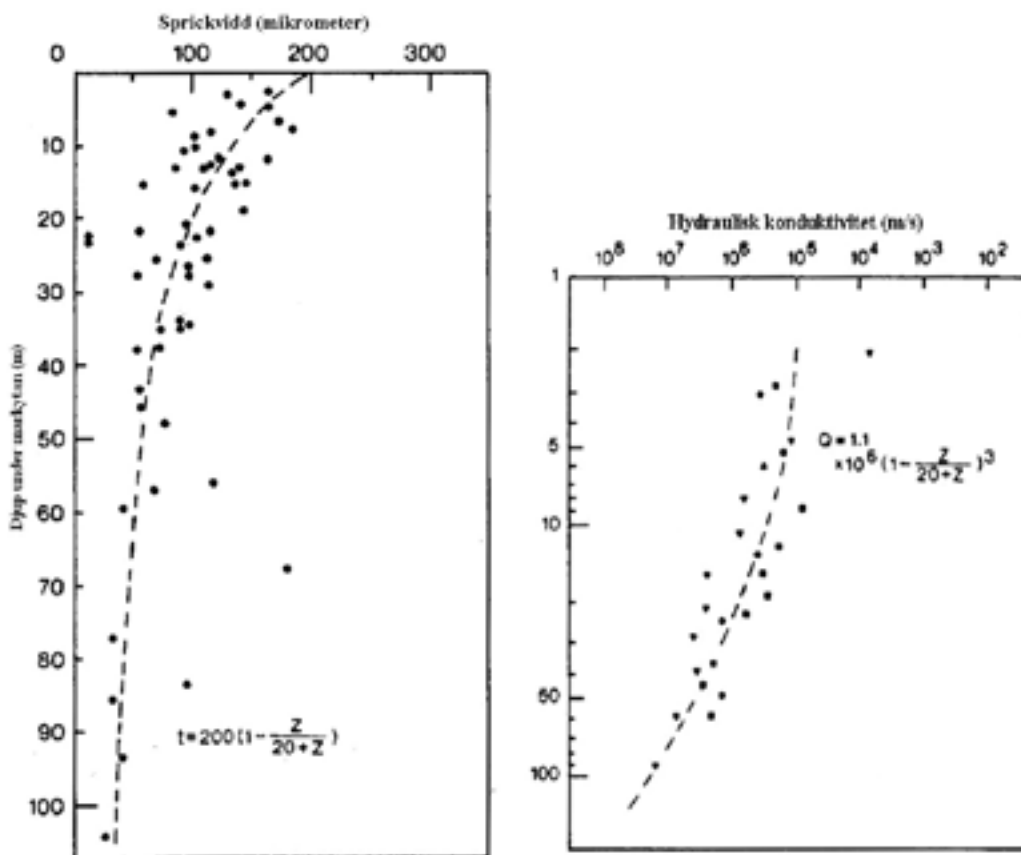 Sprickvidd (mikrometer)
0 100 200 300
10
20
30
40
50
60
70
80
90
100
Djup under markytan (m)
t=200(1-Z/20+Z)
Hydraulisk konduktivitet (m/s)
10⁸ 10⁷ 10⁶ 10⁵ 10⁴ 10³ 10²
1
5
10
50
100
Q=1.1
×10⁶(1-Z/20+Z)³